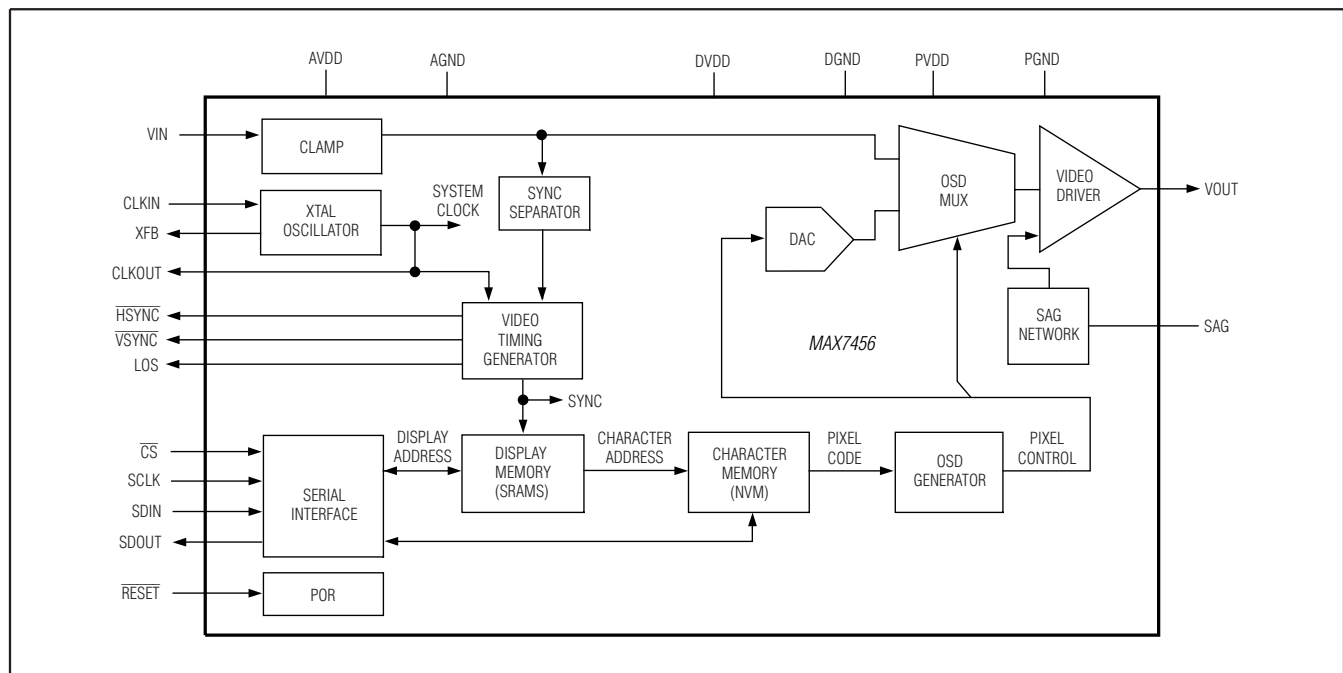 AVDD
AGND
DVDD
DGND
PVDD
PGND
VIN
CLAMP
CLKIN
XFB
XTAL
OSCILLATOR
SYSTEM
CLOCK
SYNC
SEPARATOR
CLKOUT
DAC
OSD
MUX
VIDEO
DRIVER
VOUT
HSYNC
VSYNC
LOS
VIDEO
TIMING
GENERATOR
MAX7456
SAG
NETWORK
SAG
SYNC
CS
SCLK
SDIN
SDOUT
SERIAL
INTERFACE
DISPLAY
ADDRESS
DISPLAY
MEMORY
(SRAMS)
CHARACTER
ADDRESS
CHARACTER
MEMORY
(NVM)
PIXEL
CODE
OSD
GENERATOR
PIXEL
CONTROL
RESET
POR